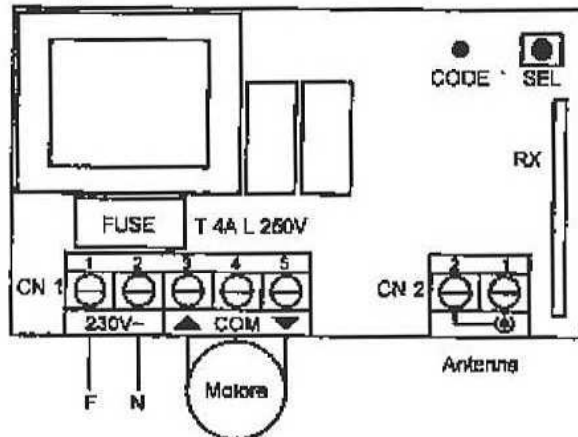 CODE SEL
RX
FUSE T 4A L 250V
1 2 3 4 5
CN 1
2 1
CN 2
230V~ ▲ COM ▼
F N
Motore
Antenna